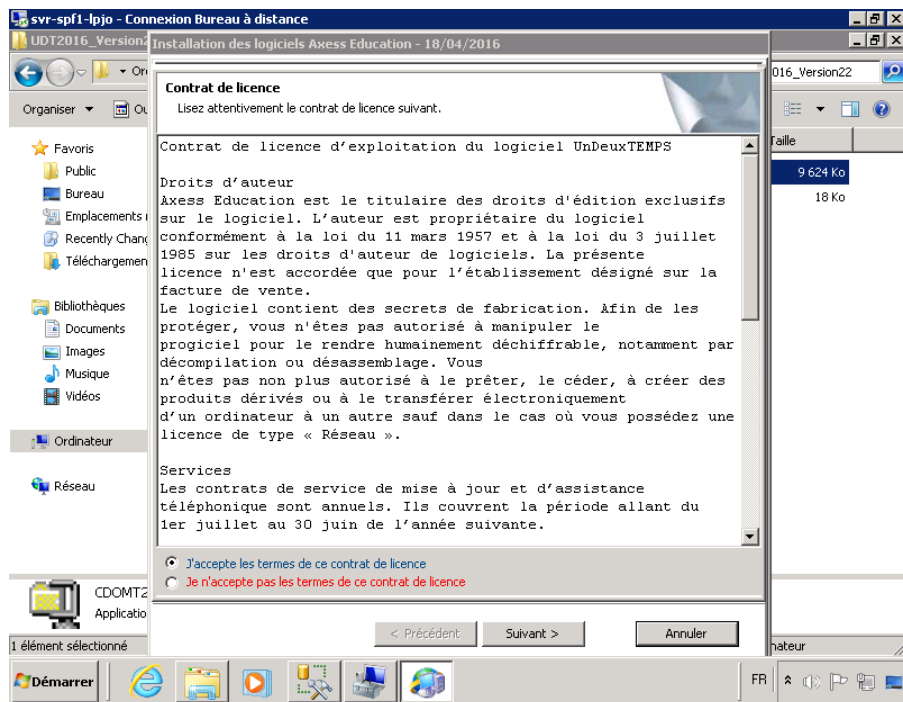 svr-spf1-lpjo - Connexion Bureau à distance
UDT2016_Version2
Installation des logiciels Axess Education - 18/04/2016
016_Version22
Organiser
Contrat de licence
Lisez attentivement le contrat de licence suivant.
Taille
9 624 Ko
18 Ko
Favoris
Public
Bureau
Emplacements
Recently Chang
Téléchargemen
Bibliothèques
Documents
Images
Musique
Vidéos
Ordinateur
Réseau
Contrat de licence d’exploitation du logiciel UnDeuxTEMPS
Droits d’auteur
Axess Education est le titulaire des droits d'édition exclusifs
sur le logiciel. L’auteur est propriétaire du logiciel
conformément à la loi du 11 mars 1957 et à la loi du 3 juillet
1985 sur les droits d'auteur de logiciels. La présente
licence n'est accordée que pour l’établissement désigné sur la
facture de vente.
Le logiciel contient des secrets de fabrication. Afin de les
protéger, vous n'êtes pas autorisé à manipuler le
progiciel pour le rendre humainement déchiffrable, notamment par
décompilation ou désassemblage. Vous
n’êtes pas non plus autorisé à le prêter, le céder, à créer des
produits dérivés ou à le transférer électroniquement
d’un ordinateur à un autre sauf dans le cas où vous possédez une
licence de type « Réseau ».
Services
Les contrats de service de mise à jour et d’assistance
téléphonique sont annuels. Ils couvrent la période allant du
1er juillet au 30 juin de l’année suivante.
J'accepte les termes de ce contrat de licence
Je n'accepte pas les termes de ce contrat de licence
CDOMT2
Applicatio
< Précédent
Suivant >
Annuler
1 élément sélectionné
nateur
Démarrer
FR